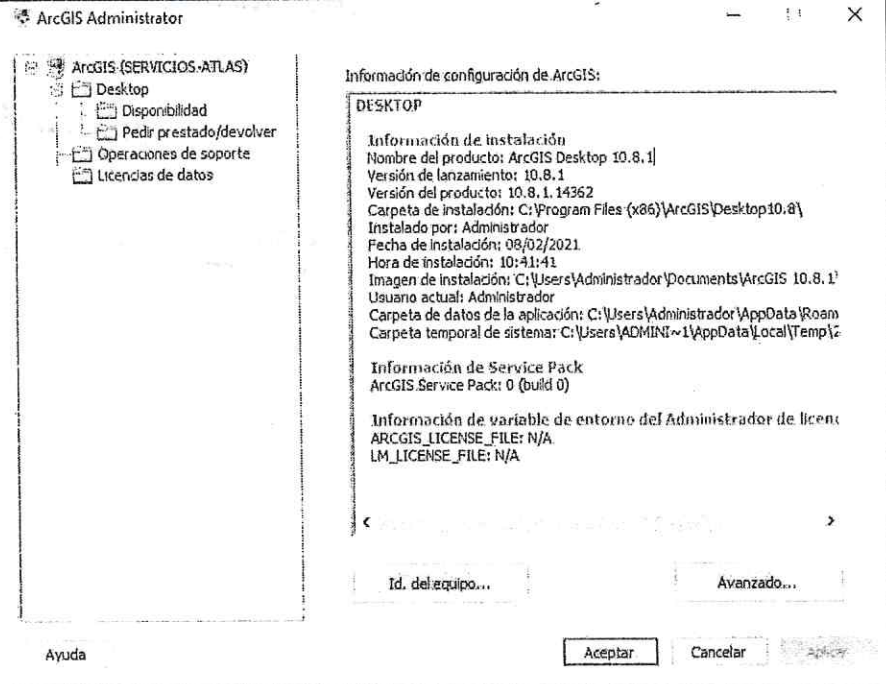 ArcGIS Administrator
ArcGIS (SERVICIOS-ATLAS)
Desktop
Disponibilidad
Pedir prestado/devolver
Operaciones de soporte
Licencias de datos
Información de configuración de ArcGIS:
DESKTOP
Información de instalación
Nombre del producto: ArcGIS Desktop 10.8.1
Versión de lanzamiento: 10.8.1
Versión del producto: 10.8.1.14362
Carpeta de instalación: C:\Program Files (x86)\ArcGIS\Desktop10.8\
Instalado por: Administrador
Fecha de instalación: 08/02/2021
Hora de instalación: 10:41:41
Imagen de instalación: C:\Users\Administrador\Documents\ArcGIS 10.8.1\
Usuario actual: Administrador
Carpeta de datos de la aplicación: C:\Users\Administrador\AppData\Roam
Carpeta temporal de sistema: C:\Users\ADMINI~1\AppData\Local\Temp\2
Información de Service Pack
ArcGIS Service Pack: 0 (build 0)
Información de variable de entorno del Administrador de licenc
ARCGIS_LICENSE_FILE: N/A
LM_LICENSE_FILE: N/A
Id. del equipo... Avanzado...
Ayuda Aceptar Cancelar Aplicar